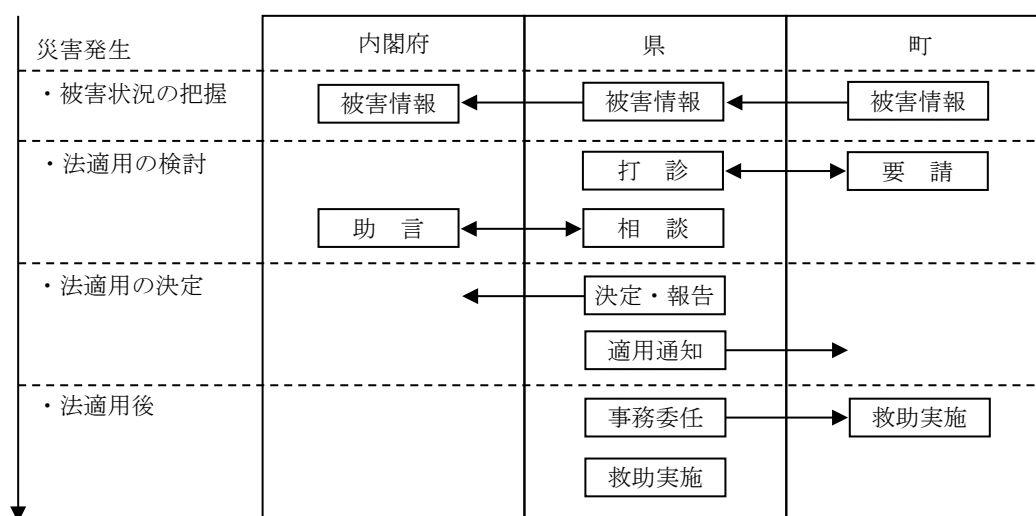 災害発生 内閣府 県 町
・被害状況の把握 被害情報 被害情報 被害情報
・法適用の検討 打 診 要 請
助 言 相 談
・法適用の決定 決定・報告
適用通知
・法適用後 事務委任 救助実施
救助実施